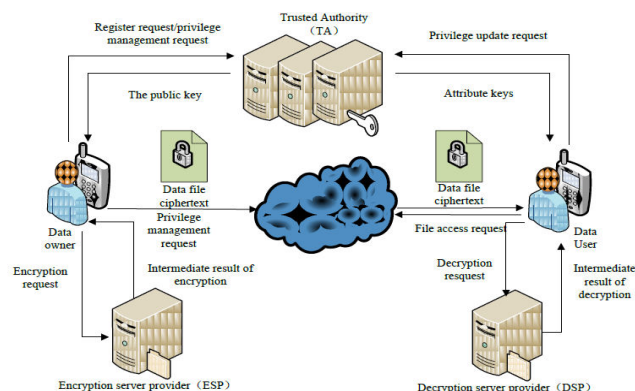 Trusted Authority
(TA)
Register request/privilege
management request
Privilege update request
The public key
Attribute keys
Data file
ciphertext
Privilege
management
request
Data file
ciphertext
File access request
Data
owner
Data
User
Encryption
request
Intermediate result of
encryption
Decryption
resquest
Intermediate
result of
decryption
Encryption server provider (ESP)
Decryption server provider (DSP)